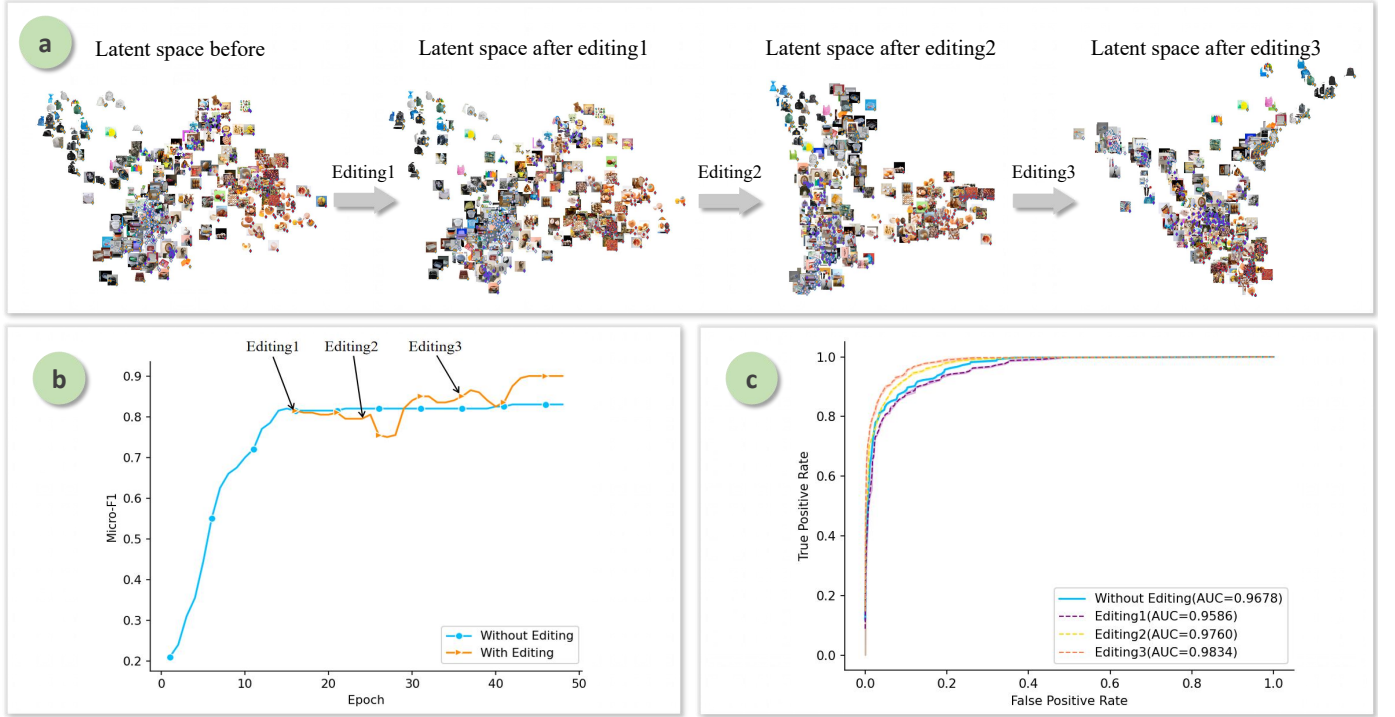 a
Latent space before
Latent space after editing1
Latent space after editing2
Latent space after editing3
Editing1
Editing2
Editing3
b
Editing1
Editing2
Editing3
0.9
0.8
0.7
0.6
0.5
0.4
0.3
0.2
Micro-F1
0
10
20
30
40
50
Epoch
Without Editing
With Editing
c
1.0
0.8
0.6
0.4
0.2
0.0
True Positive Rate
0.0
0.2
0.4
0.6
0.8
1.0
False Positive Rate
Without Editing(AUC=0.9678)
Editing1(AUC=0.9586)
Editing2(AUC=0.9760)
Editing3(AUC=0.9834)